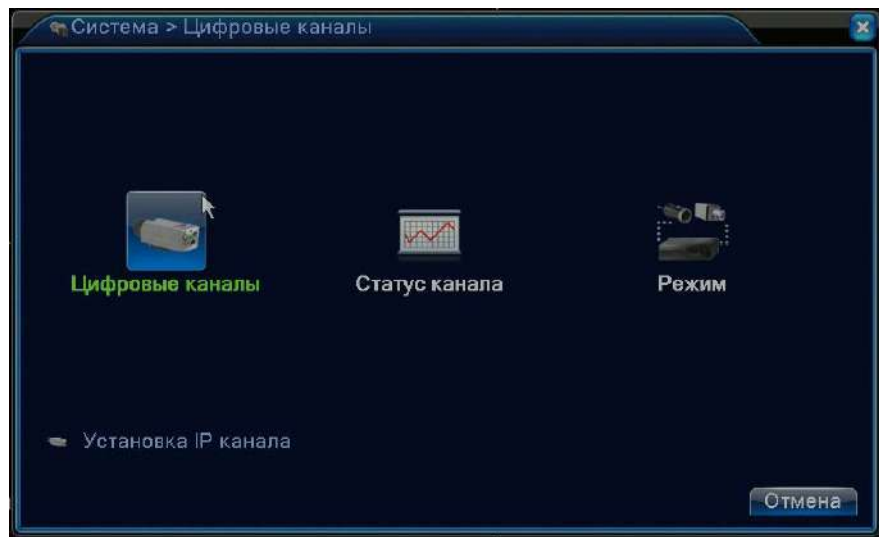 Система > Цифровые каналы
Цифровые каналы
Статус канала
Режим
Установка IP канала
Отмена